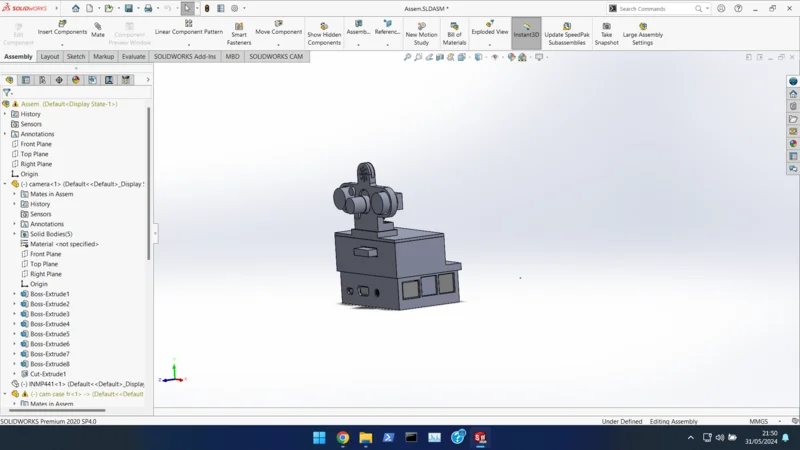 SOLIDWORKS
Assem.SLDASM *
Search Commands
Edit Component
Insert Components
Mate
Component Preview Window
Linear Component Pattern
Smart Fasteners
Move Component
Show Hidden Components
Assemb...
Referenc...
New Motion Study
Bill of Materials
Exploded View
Instant3D
Update SpeedPak Subassemblies
Take Snapshot
Large Assembly Settings
Assembly
Layout
Sketch
Markup
Evaluate
SOLIDWORKS Add-Ins
MBD
SOLIDWORKS CAM
Assem (Default<Display State-1>)
History
Sensors
Annotations
Front Plane
Top Plane
Right Plane
Origin
(-) camera<1> (Default<<Default>_Display S
Mates in Assem
History
Sensors
Annotations
Solid Bodies(5)
Material <not specified>
Front Plane
Top Plane
Right Plane
Origin
Boss-Extrude1
Boss-Extrude2
Boss-Extrude3
Boss-Extrude4
Boss-Extrude5
Boss-Extrude6
Boss-Extrude7
Boss-Extrude8
Cut-Extrude1
(-) INMP441<1> (Default<<Default>_Display
(-) cam case fr<1> -> (Default<<Default
Mates in Assem
SOLIDWORKS Premium 2020 SP4.0
Under Defined
Editing Assembly
MMGS
21:50
31/05/2024